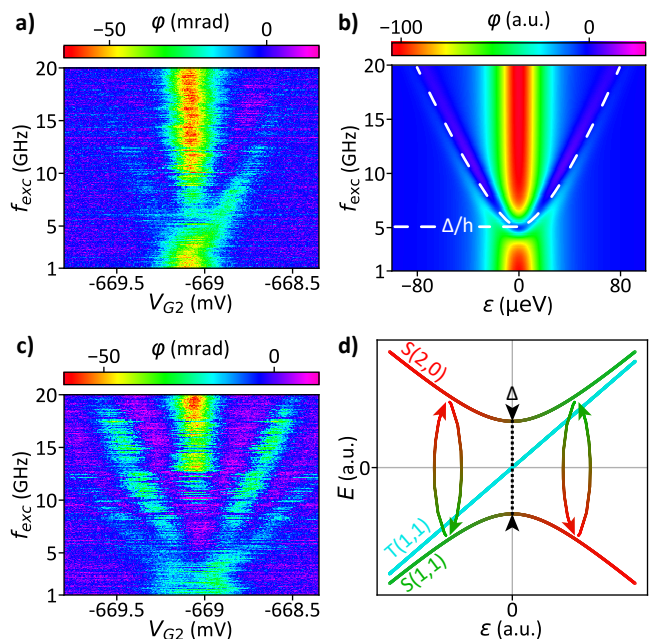 a)
φ (mrad)
−50
0
20
15
10
5
1
f_exc (GHz)
-669.5
-669
-668.5
V_G2 (mV)
b)
φ (a.u.)
−100
0
20
15
10
5
1
f_exc (GHz)
Δ/h
−80
0
80
ε (µeV)
c)
φ (mrad)
−50
0
20
15
10
5
1
f_exc (GHz)
-669.5
-669
-668.5
V_G2 (mV)
d)
S(2,0)
Δ
0
E (a.u.)
T(1,1)
S(1,1)
0
ε (a.u.)